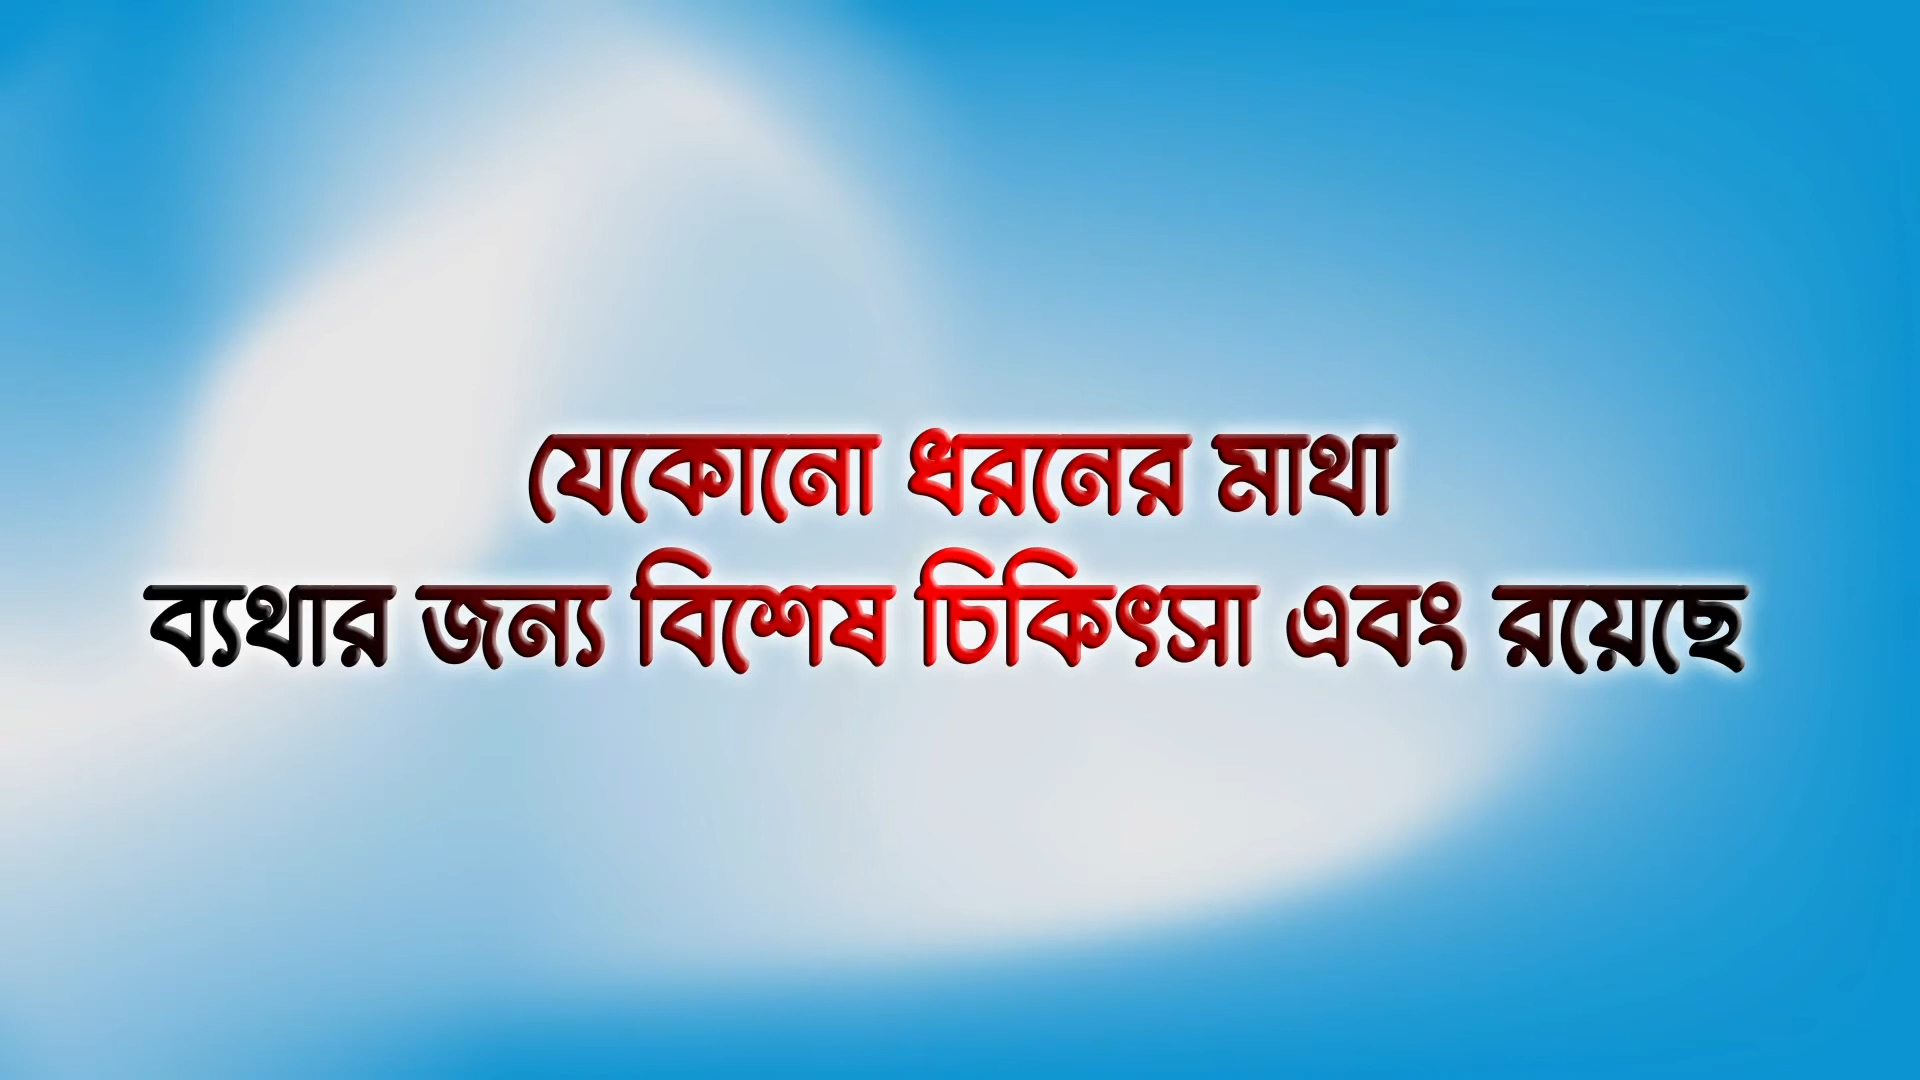 যেকোনো ধরনের মাথা
ব্যথার জন্য বিশেষ চিকিৎসা এবং রয়েছে